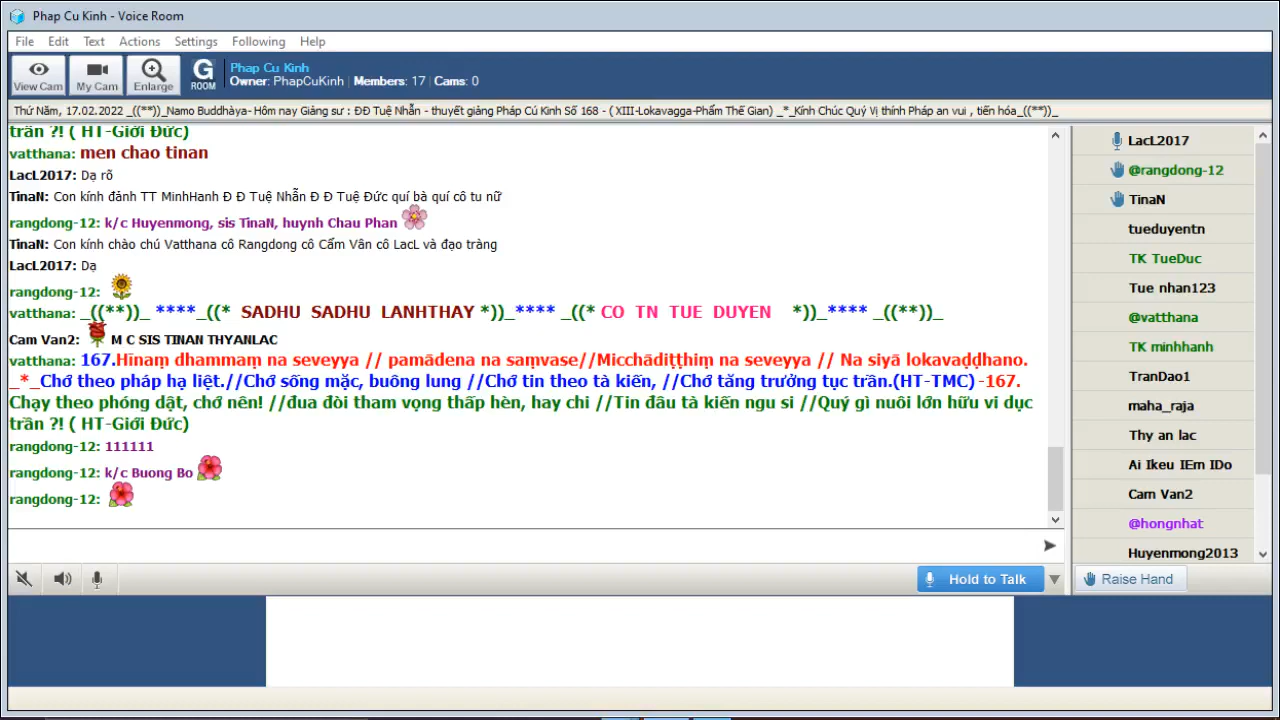 Phap Cu Kinh - Voice Room
File Edit Text Actions Settings Following Help
View Cam My Cam Enlarge G ROOM
Phap Cu Kinh
Owner: PhapCuKinh | Members: 17 | Cams: 0
Thứ Năm, 17.02.2022 _((**))_Namo Buddhàya- Hôm nay Giảng sư : ĐĐ Tuệ Nhẫn - thuyết giảng Pháp Cú Kinh Số 168 - ( XIII-Lokavagga-Phẩm Thế Gian) _*_Kính Chúc Quý Vị thính Pháp an vui , tiến hóa_((**))_
trần ?! ( HT-Giới Đức)
vatthana: men chao tinan
LacL2017: Dạ rõ
TinaN: Con kính đảnh TT MinhHanh Đ Đ Tuệ Nhẫn Đ Đ Tuệ Đức quí bà quí cô tu nữ
rangdong-12: k/c Huyenmong, sis TinaN, huynh Chau Phan
TinaN: Con kính chào chú Vatthana cô Rangdong cô Cẩm Vân cô LacL và đạo tràng
LacL2017: Dạ
rangdong-12:
vatthana: _((**))_ ****_((* SADHU SADHU LANHTHAY *))_**** _((* CO TN TUE DUYEN *))_**** _((**))_
Cam Van2: M C SIS TINAN THYANLAC
vatthana: 167.Hīnaṃ dhammaṃ na seveyya // pamādena na saṃvase//Micchādiṭṭhiṃ na seveyya // Na siyā lokavaḍḍhano.
_*_Chớ theo pháp hạ liệt.//Chớ sống mặc, buông lung //Chớ tin theo tà kiến, //Chớ tăng trưởng tục trần.(HT-TMC) -167.
Chạy theo phóng dật, chớ nên! //đua đòi tham vọng thấp hèn, hay chi //Tin đâu tà kiến ngu si //Quý gì nuôi lớn hữu vi dục
trần ?! ( HT-Giới Đức)
rangdong-12: 111111
rangdong-12: k/c Buong Bo
rangdong-12:
LacL2017
@rangdong-12
TinaN
tueduyentn
TK TueDuc
Tue nhan123
@vatthana
TK minhhanh
TranDao1
maha_raja
Thy an lac
Ai Ikeu IEm IDo
Cam Van2
@hongnhat
Huyenmong2013
Hold to Talk
Raise Hand